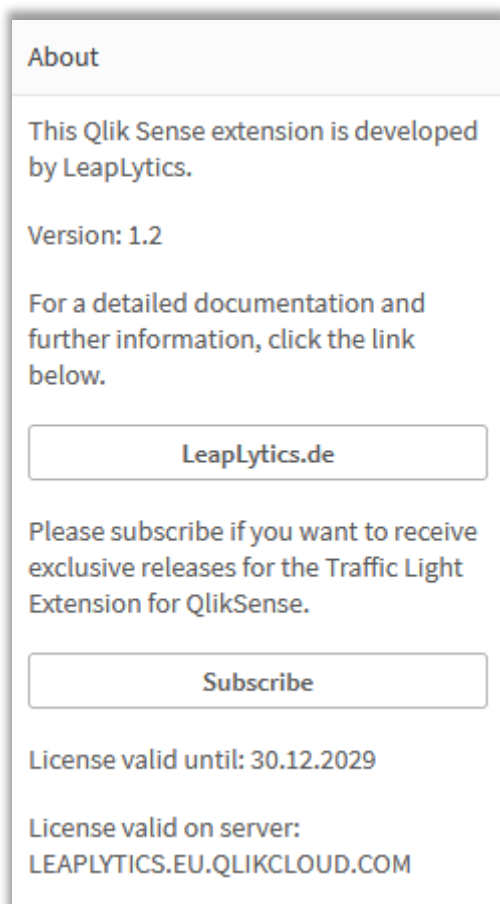 About
This Qlik Sense extension is developed
by LeapLytics.
Version: 1.2
For a detailed documentation and
further information, click the link
below.
LeapLytics.de
Please subscribe if you want to receive
exclusive releases for the Traffic Light
Extension for QlikSense.
Subscribe
License valid until: 30.12.2029
License valid on server:
LEAPLYTICS.EU.QLIKCLOUD.COM